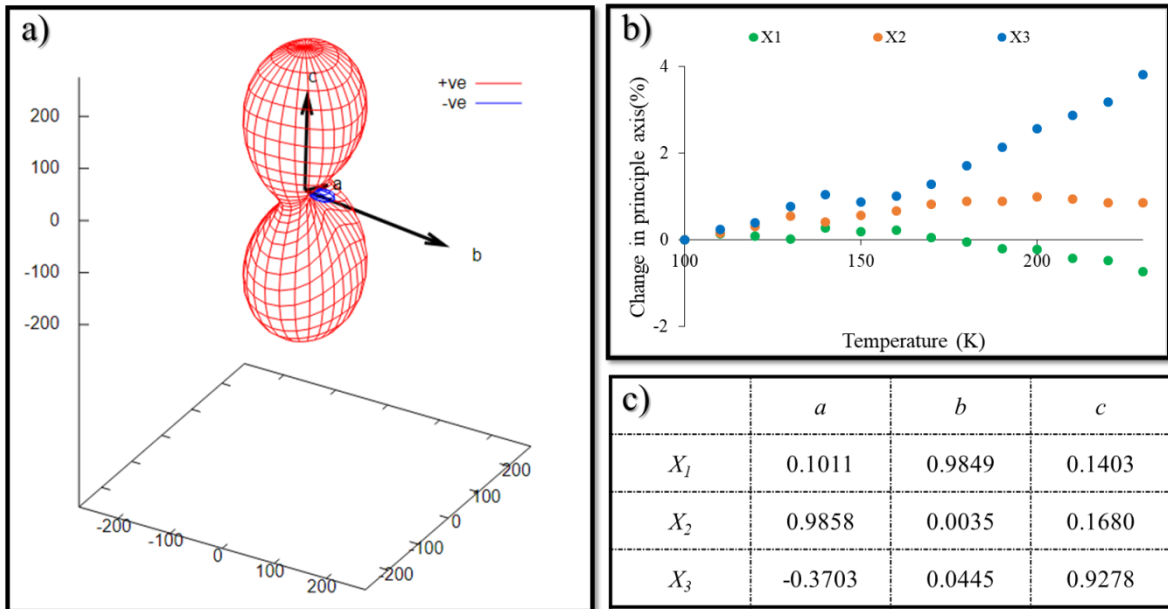 a)
+ve
-ve
c
a
b
200
100
0
-100
-200
-200
-100
0
100
200
-200
-100
0
100
200
b)
X1 X2 X3
Change in principle axis(%)
4
2
0
-2
100 150 200
Temperature (K)
c)
a b c
X1 0.1011 0.9849 0.1403
X2 0.9858 0.0035 0.1680
X3 -0.3703 0.0445 0.9278